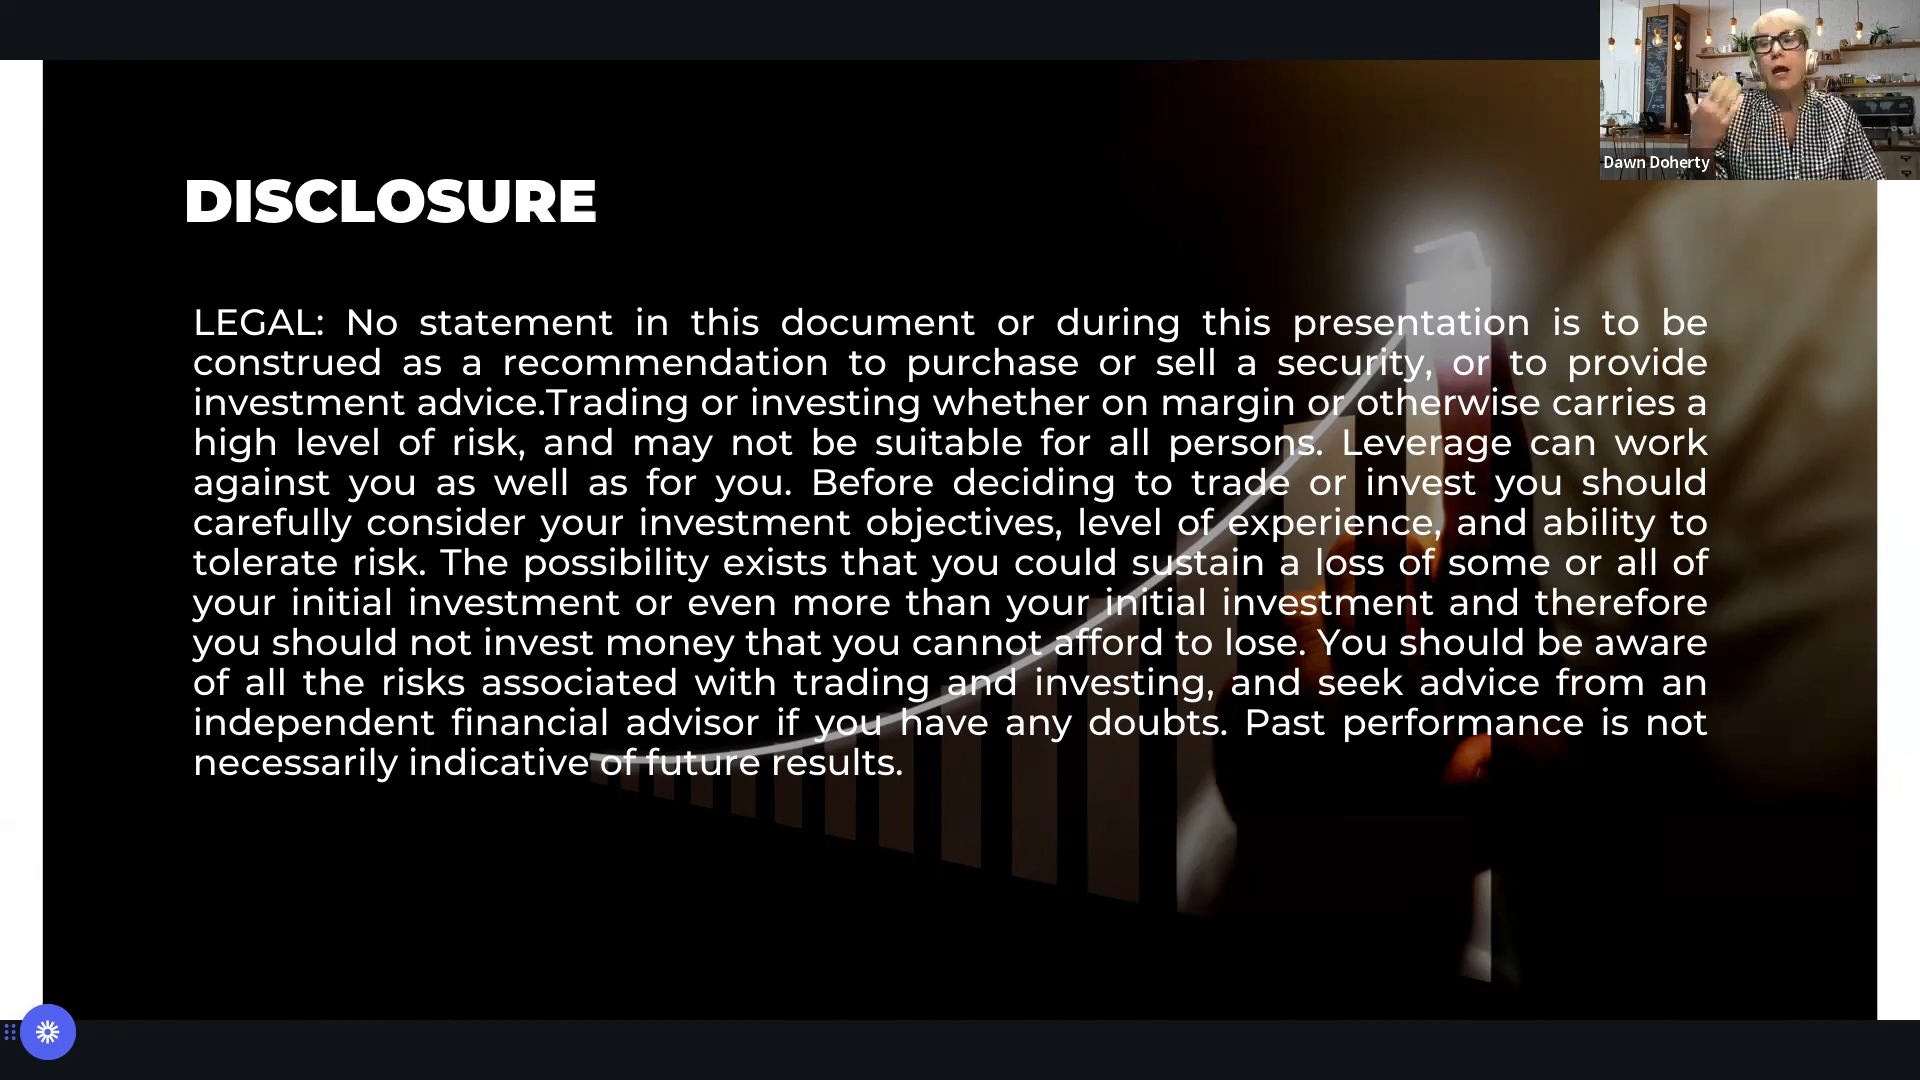 Dawn Doherty
DISCLOSURE
LEGAL: No statement in this document or during this presentation is to be
construed as a recommendation to purchase or sell a security, or to provide
investment advice.Trading or investing whether on margin or otherwise carries a
high level of risk, and may not be suitable for all persons. Leverage can work
against you as well as for you. Before deciding to trade or invest you should
carefully consider your investment objectives, level of experience, and ability to
tolerate risk. The possibility exists that you could sustain a loss of some or all of
your initial investment or even more than your initial investment and therefore
you should not invest money that you cannot afford to lose. You should be aware
of all the risks associated with trading and investing, and seek advice from an
independent financial advisor if you have any doubts. Past performance is not
necessarily indicative of future results.